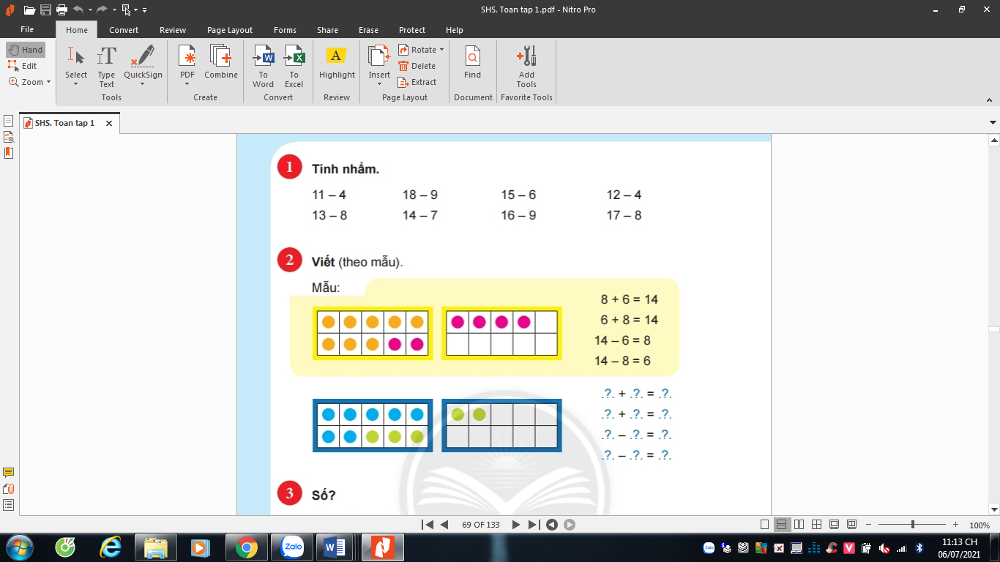 SHS. Toan tap 1.pdf - Nitro Pro
File Home Convert Review Page Layout Forms Share Erase Protect Help
Hand
Edit
Zoom
Select
Type Text
QuickSign
Tools
PDF
Combine
Create
To Word
To Excel
Convert
Highlight
Review
Insert
Rotate
Delete
Extract
Page Layout
Find
Document
Add Tools
Favorite Tools
SHS. Toan tap 1
1 Tính nhẩm.
11 – 4 18 – 9 15 – 6 12 – 4
13 – 8 14 – 7 16 – 9 17 – 8
2 Viết (theo mẫu).
Mẫu:
8 + 6 = 14
6 + 8 = 14
14 – 6 = 8
14 – 8 = 6
.?. + .?. = .?.
.?. + .?. = .?.
.?. – .?. = .?.
.?. – .?. = .?.
3 Số?
69 OF 133
100%
Zalo
11:13 CH
06/07/2021